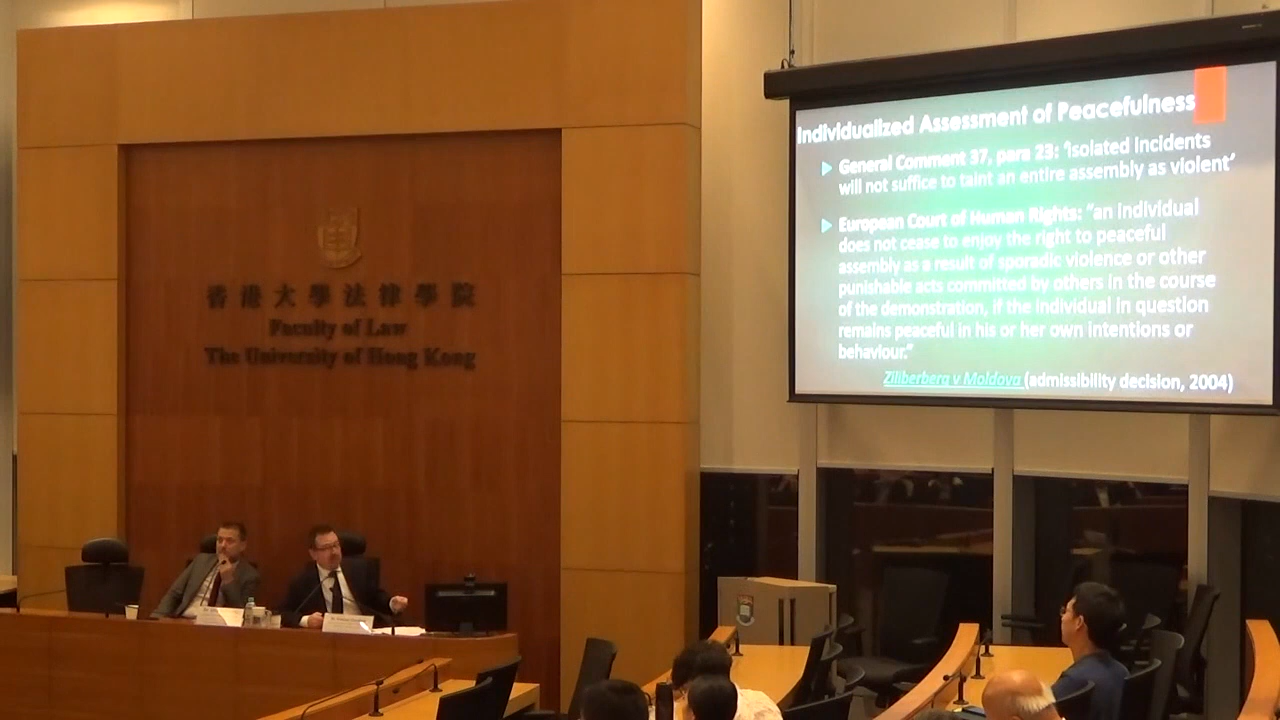 香港大學法律學院
Faculty of Law
The University of Hong Kong
Individualized Assessment of Peacefulness
General Comment 37, para 23: 'isolated incidents
will not suffice to taint an entire assembly as violent'
European Court of Human Rights: "an individual
does not cease to enjoy the right to peaceful
assembly as a result of sporadic violence or other
punishable acts committed by others in the course
of the demonstration, if the individual in question
remains peaceful in his or her own intentions or
behaviour."
Ziliberberg v Moldova (admissibility decision, 2004)